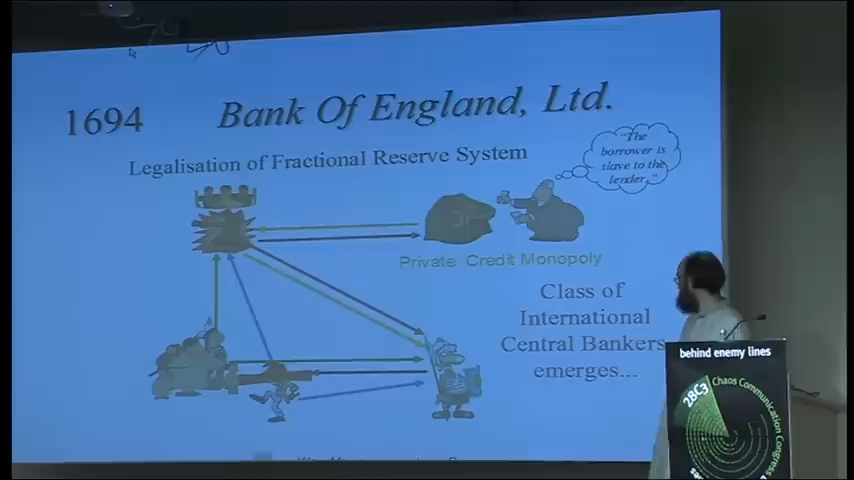 1694
Bank Of England, Ltd.
Legalisation of Fractional Reserve System
"The
borrower is
slave to the
lender."
Private Credit Monopoly
Class of
International
Central Bankers
emerges...
behind enemy lines
28C3
Chaos Communication Congress